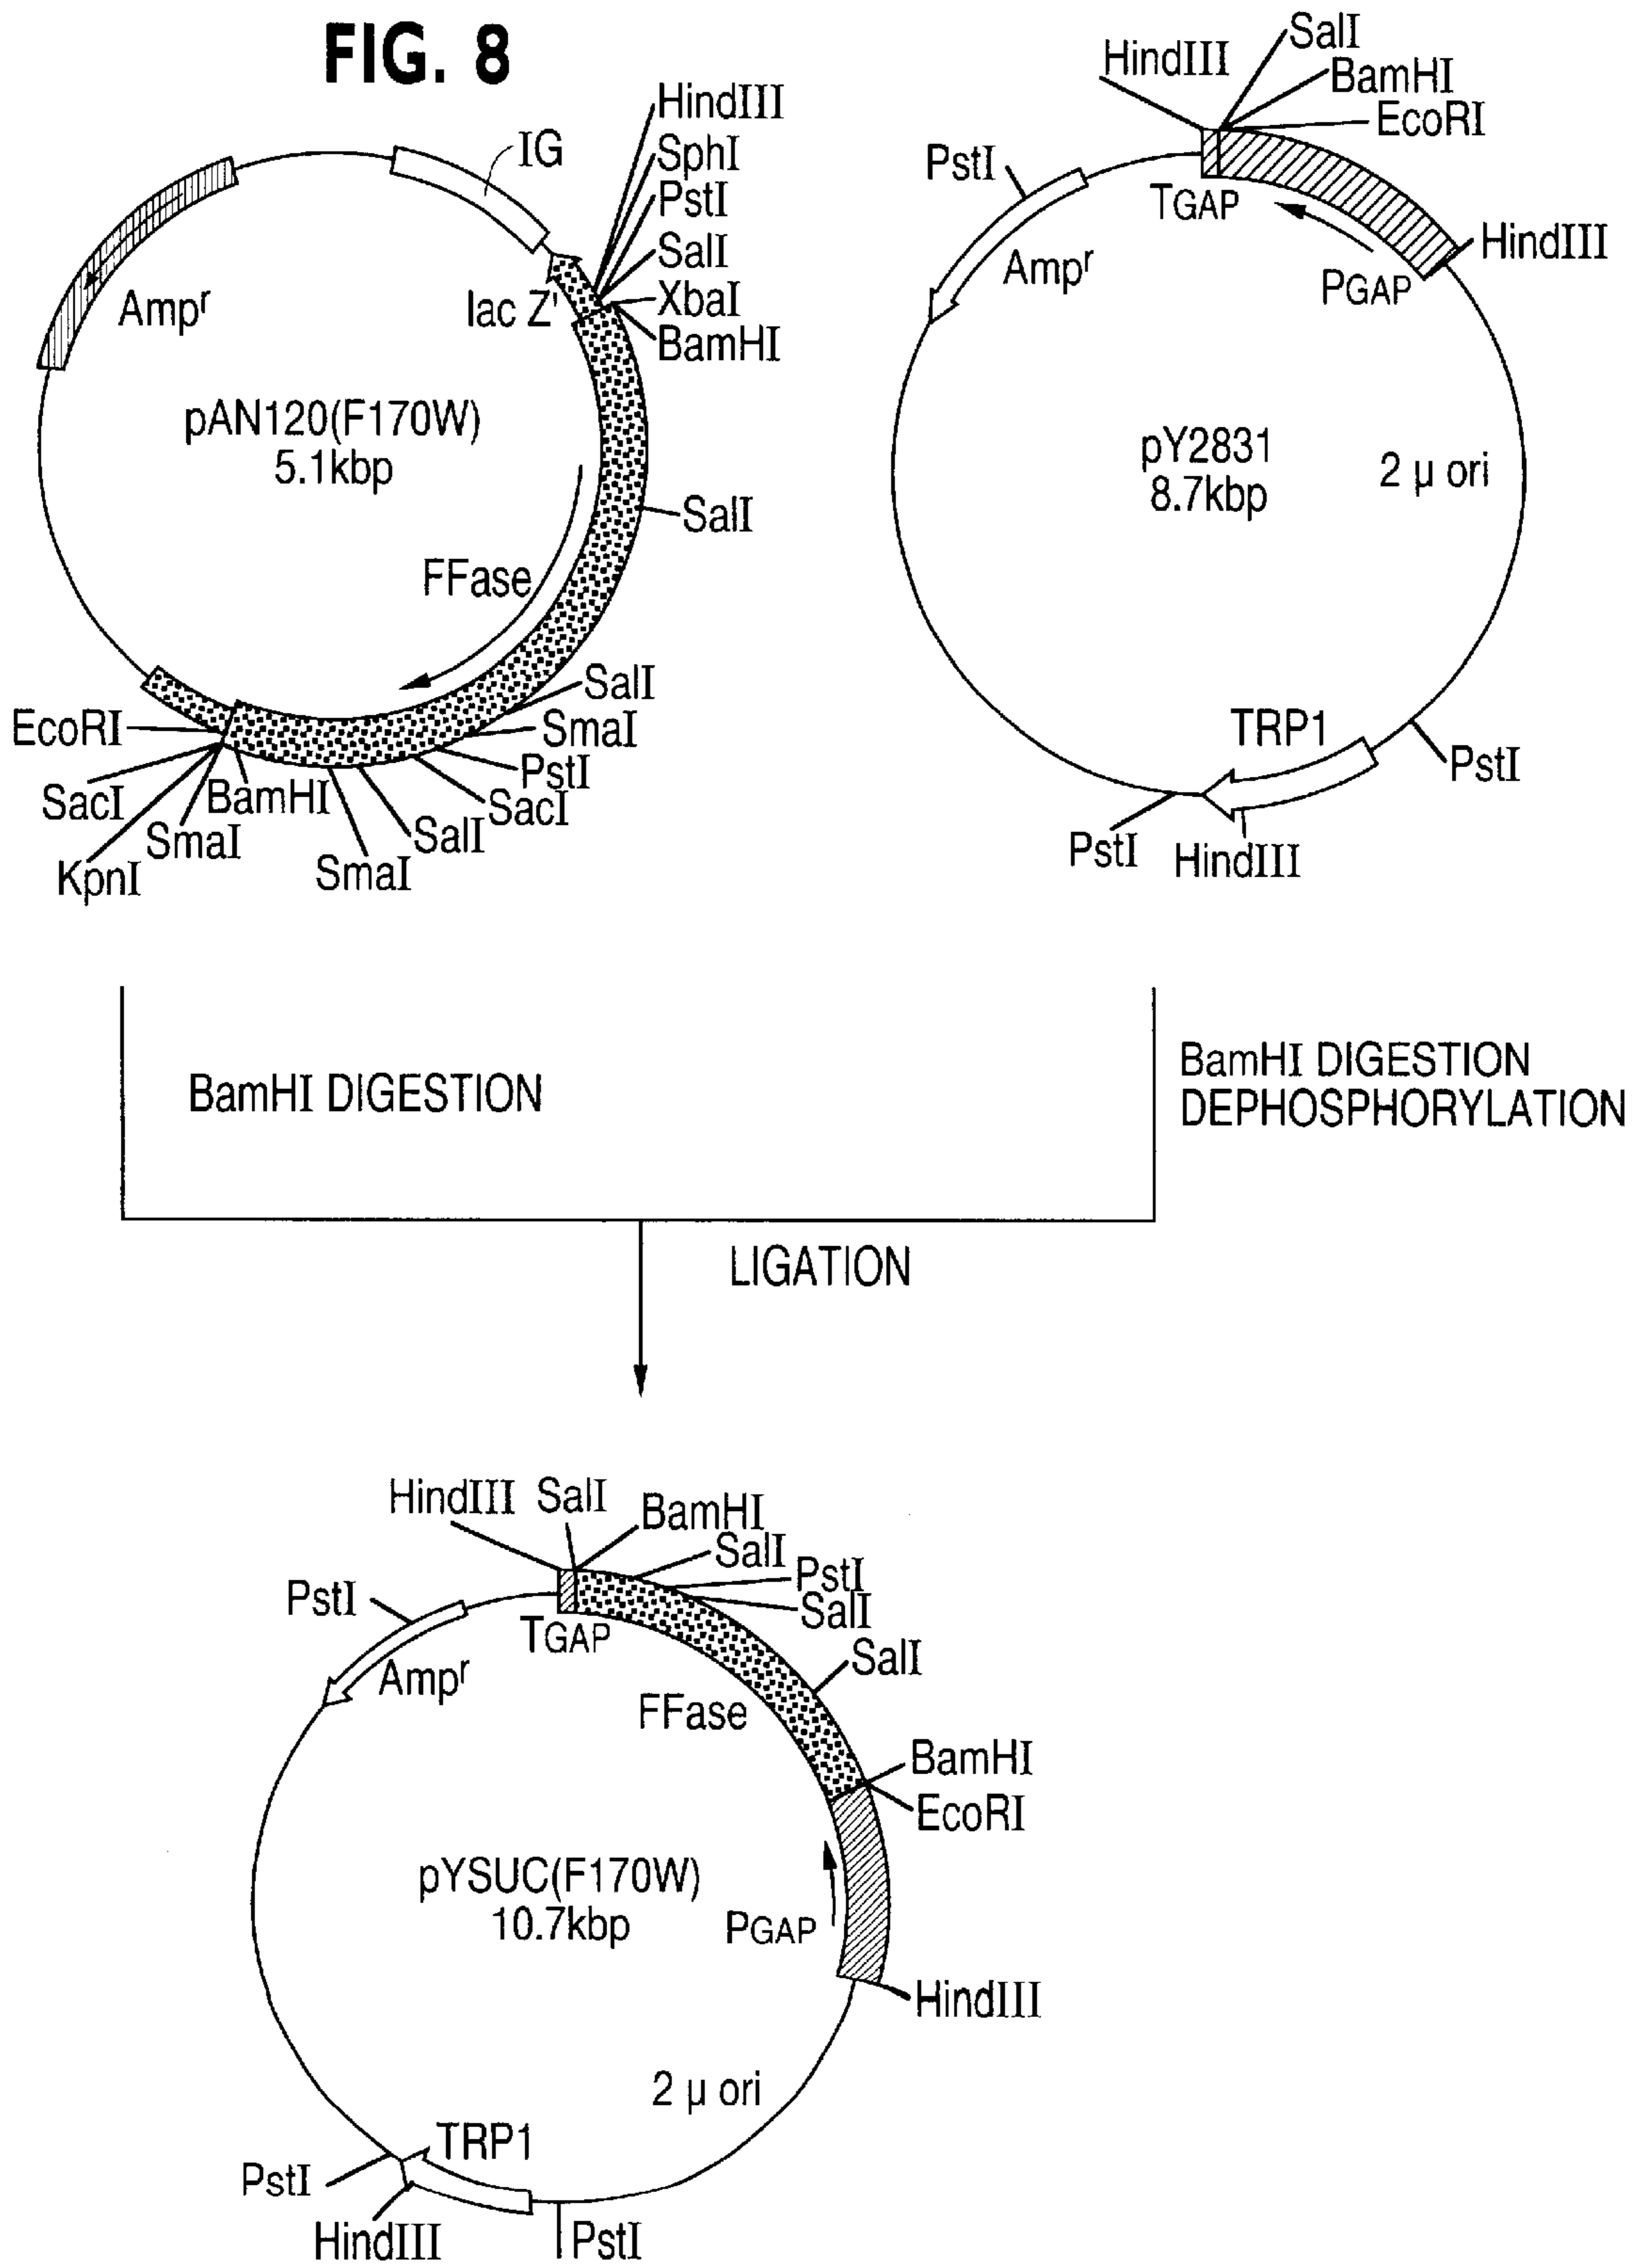 FIG. 8
HindIII
SphI
PstI
SalI
XbaI
BamHI
IG
lac Z'
Ampr
pAN120(F170W)
5.1kbp
SalI
FFase
SalI
SmaI
PstI
SacI
SalI
SmaI
BamHI
EcoRI
SacI
SmaI
KpnI
HindIII
SalI
BamHI
EcoRI
PstI
TGAP
Ampr
PGAP
HindIII
pY2831
8.7kbp
2 μ ori
TRP1
PstI
PstI
HindIII
BamHI DIGESTION
BamHI DIGESTION
DEPHOSPHORYLATION
LIGATION
HindIII
SalI
BamHI
SalI
PstI
SalI
PstI
TGAP
Ampr
SalI
FFase
BamHI
EcoRI
pYSUC(F170W)
10.7kbp
PGAP
HindIII
2 μ ori
TRP1
PstI
HindIII
PstI